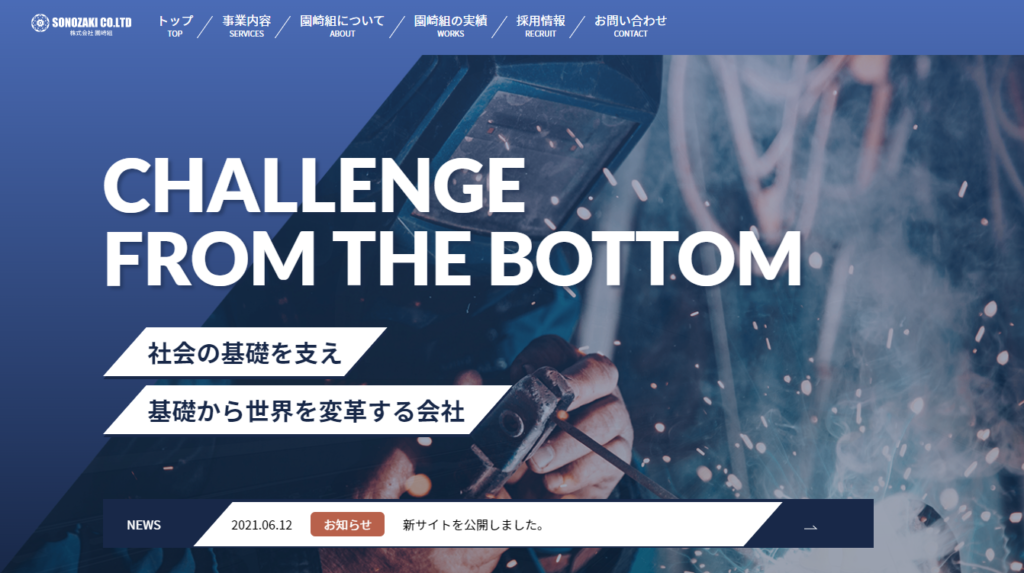 SONOZAKI CO.LTD
株式会社 園崎組
トップ
TOP
事業内容
SERVICES
園崎組について
ABOUT
園崎組の実績
WORKS
採用情報
RECRUIT
お問い合わせ
CONTACT
CHALLENGE
FROM THE BOTTOM
社会の基礎を支え
基礎から世界を変革する会社
NEWS 2021.06.12 お知らせ 新サイトを公開しました。